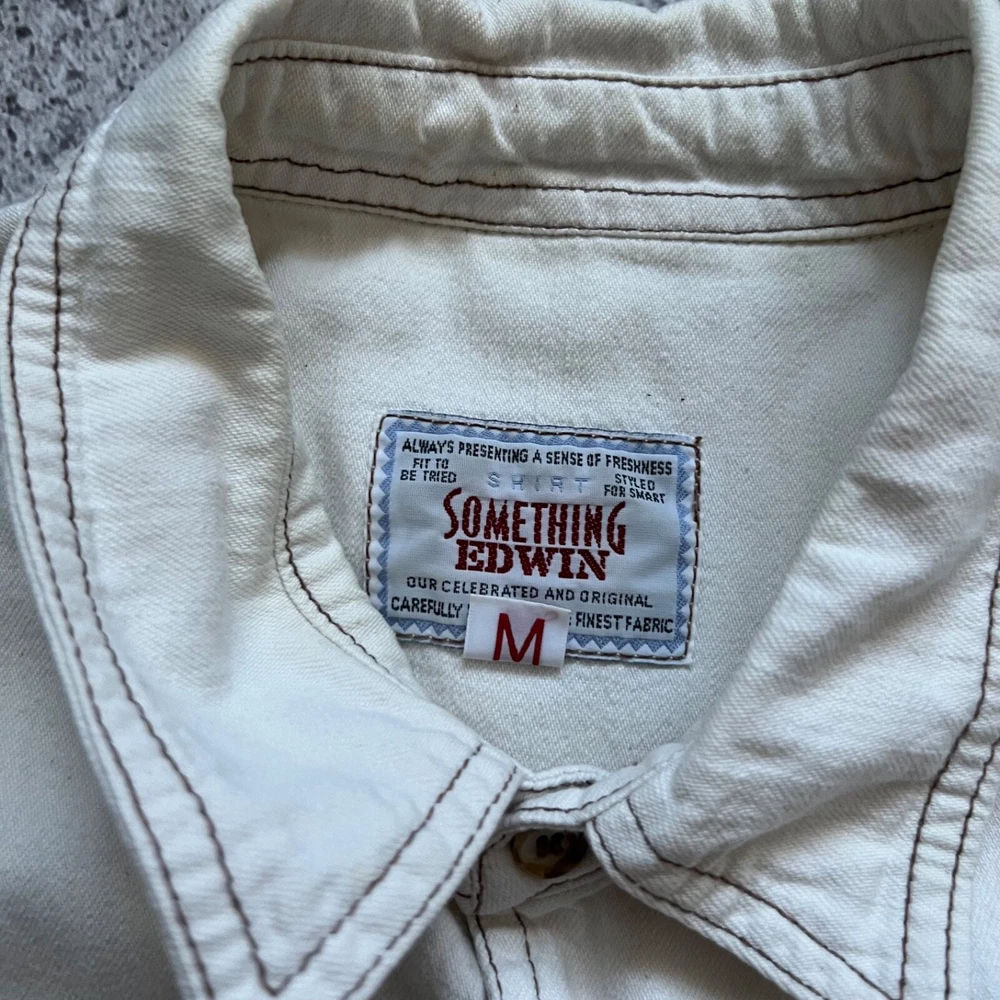 ALWAYS PRESENTING A SENSE OF FRESHNESS
FIT TO
BE TRIED
SHIRT
STYLED
FOR SMART
SOMETHING
EDWIN
OUR CELEBRATED AND ORIGINAL
CAREFULLY FINEST FABRIC
M